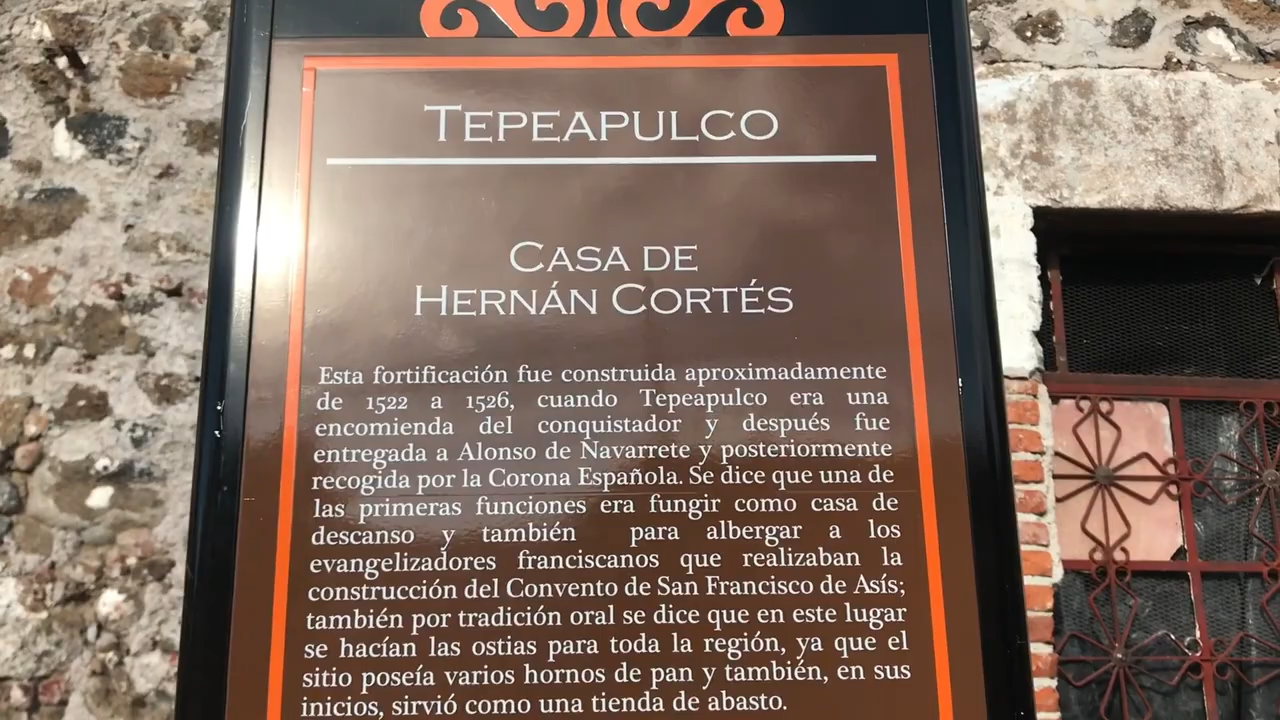 TEPEAPULCO
CASA DE
HERNÁN CORTÉS
Esta fortificación fue construida aproximadamente
de 1522 a 1526, cuando Tepeapulco era una
encomienda del conquistador y después fue
entregada a Alonso de Navarrete y posteriormente
recogida por la Corona Española. Se dice que una de
las primeras funciones era fungir como casa de
descanso y también para albergar a los
evangelizadores franciscanos que realizaban la
construcción del Convento de San Francisco de Asís;
también por tradición oral se dice que en este lugar
se hacían las ostias para toda la región, ya que el
sitio poseía varios hornos de pan y también, en sus
inicios, sirvió como una tienda de abasto.